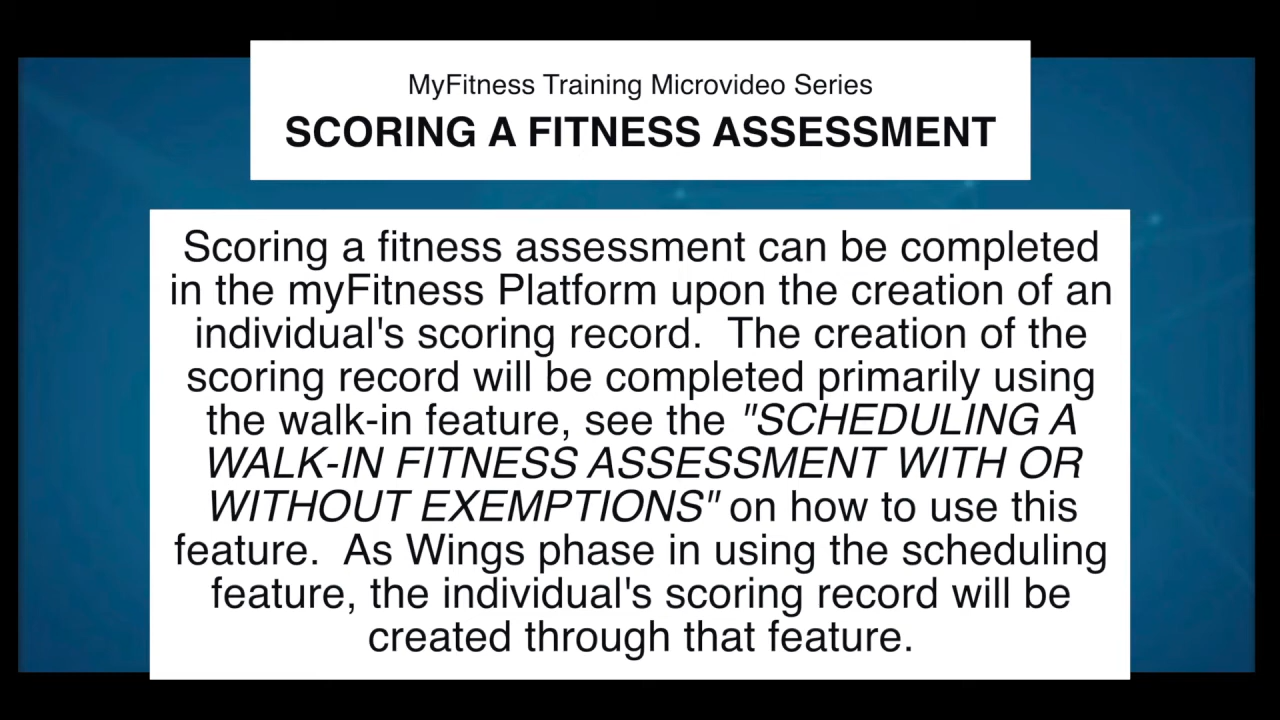 MyFitness Training Microvideo Series
SCORING A FITNESS ASSESSMENT
Scoring a fitness assessment can be completed
in the myFitness Platform upon the creation of an
individual's scoring record.  The creation of the
scoring record will be completed primarily using
the walk-in feature, see the "SCHEDULING A
WALK-IN FITNESS ASSESSMENT WITH OR
WITHOUT EXEMPTIONS" on how to use this
feature.  As Wings phase in using the scheduling
feature, the individual's scoring record will be
created through that feature.